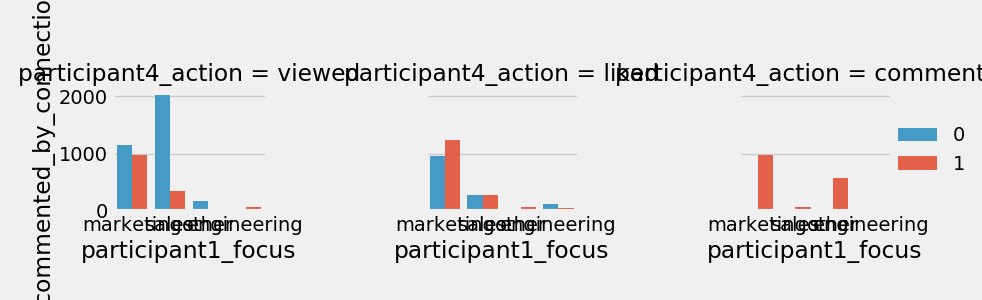 participant4_action = viewed
participant4_action = liked
participant4_action = comment
commented_by_connectio
2000
1000
0
marketing sales other engineering
marketing sales other engineering
marketing sales other engineering
participant1_focus
participant1_focus
participant1_focus
0
1